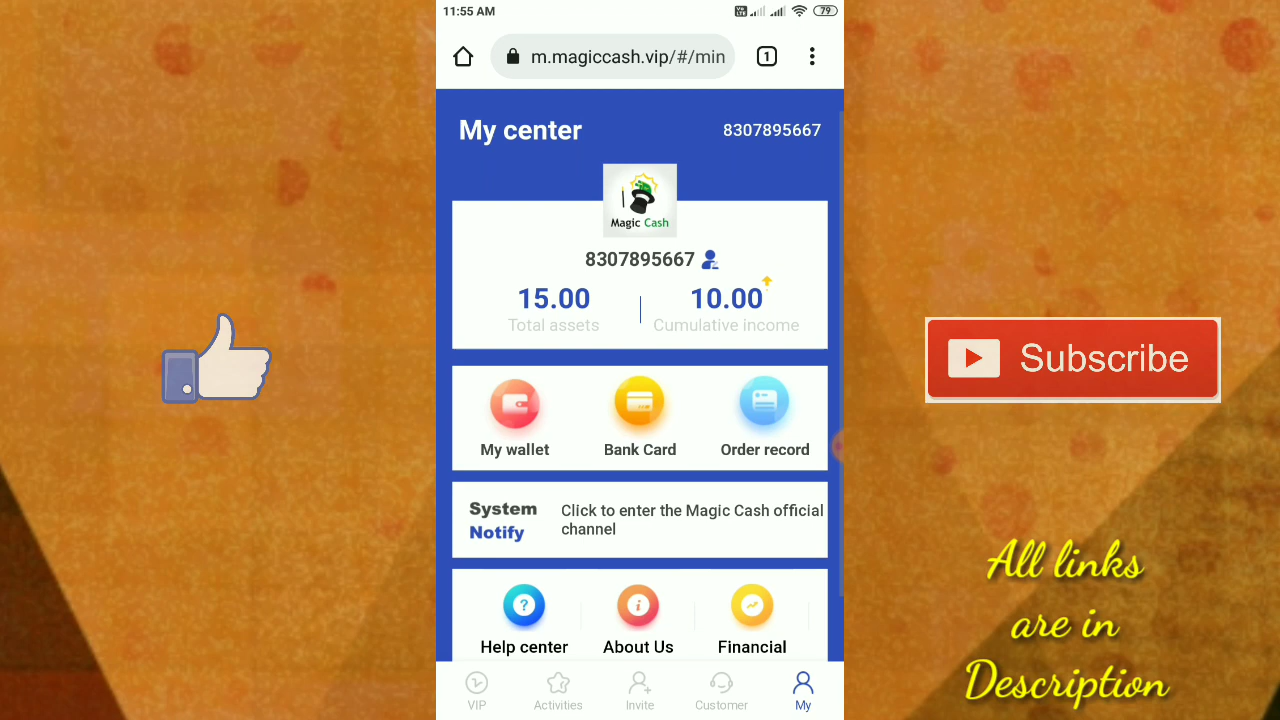 11:55 AM
Vo LTE
79
m.magiccash.vip/#/min
1
My center
8307895667
Magic Cash
8307895667
15.00
10.00
Total assets
Cumulative income
My wallet
Bank Card
Order record
System
Notify
Click to enter the Magic Cash official
channel
Help center
About Us
Financial
VIP
Activities
Invite
Customer
My
Subscribe
All links
are in
Description